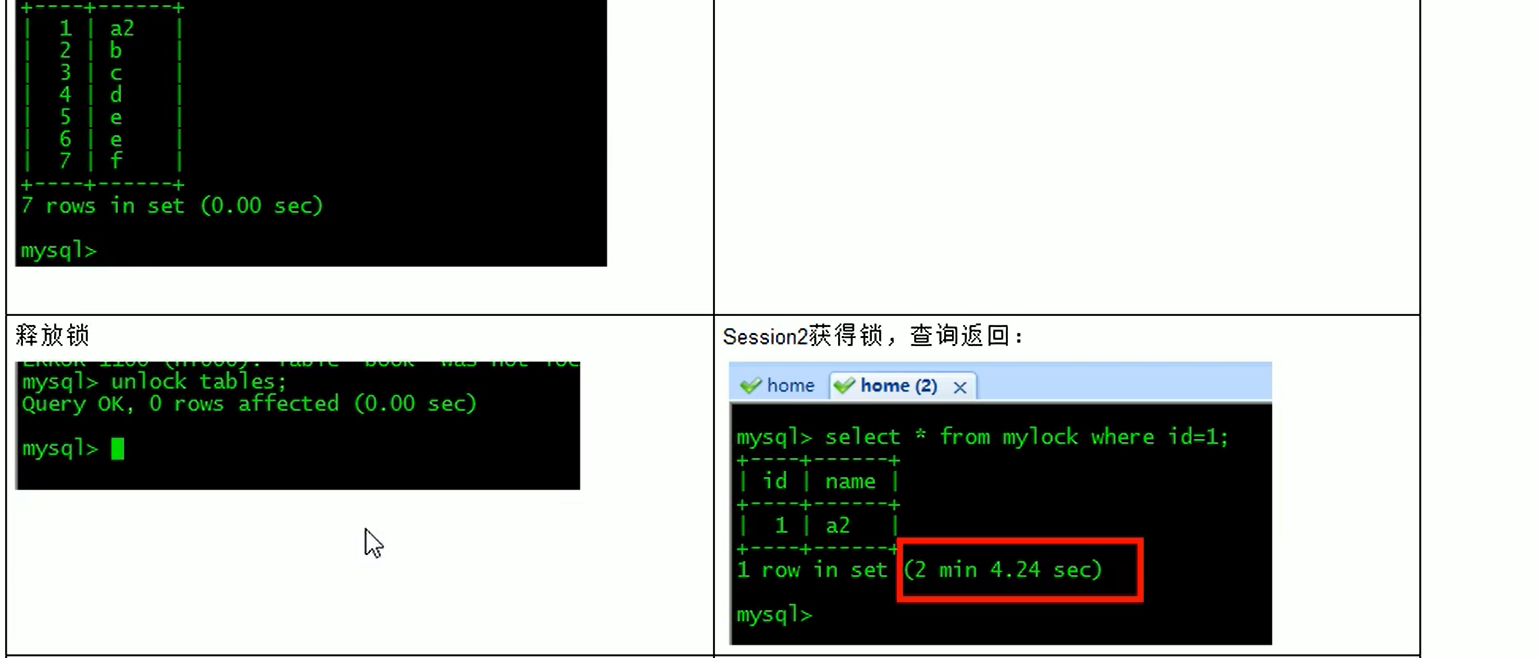 +----+------+
| 1 | a2 |
| 2 | b |
| 3 | c |
| 4 | d |
| 5 | e |
| 6 | e |
| 7 | f |
+----+------+
7 rows in set (0.00 sec)
mysql>
释放锁
mysql> unlock tables;
Query OK, 0 rows affected (0.00 sec)
mysql>
Session2获得锁，查询返回：
home home (2)
mysql> select * from mylock where id=1;
+----+------+
| id | name |
+----+------+
| 1 | a2 |
+----+------+
1 row in set (2 min 4.24 sec)
mysql>